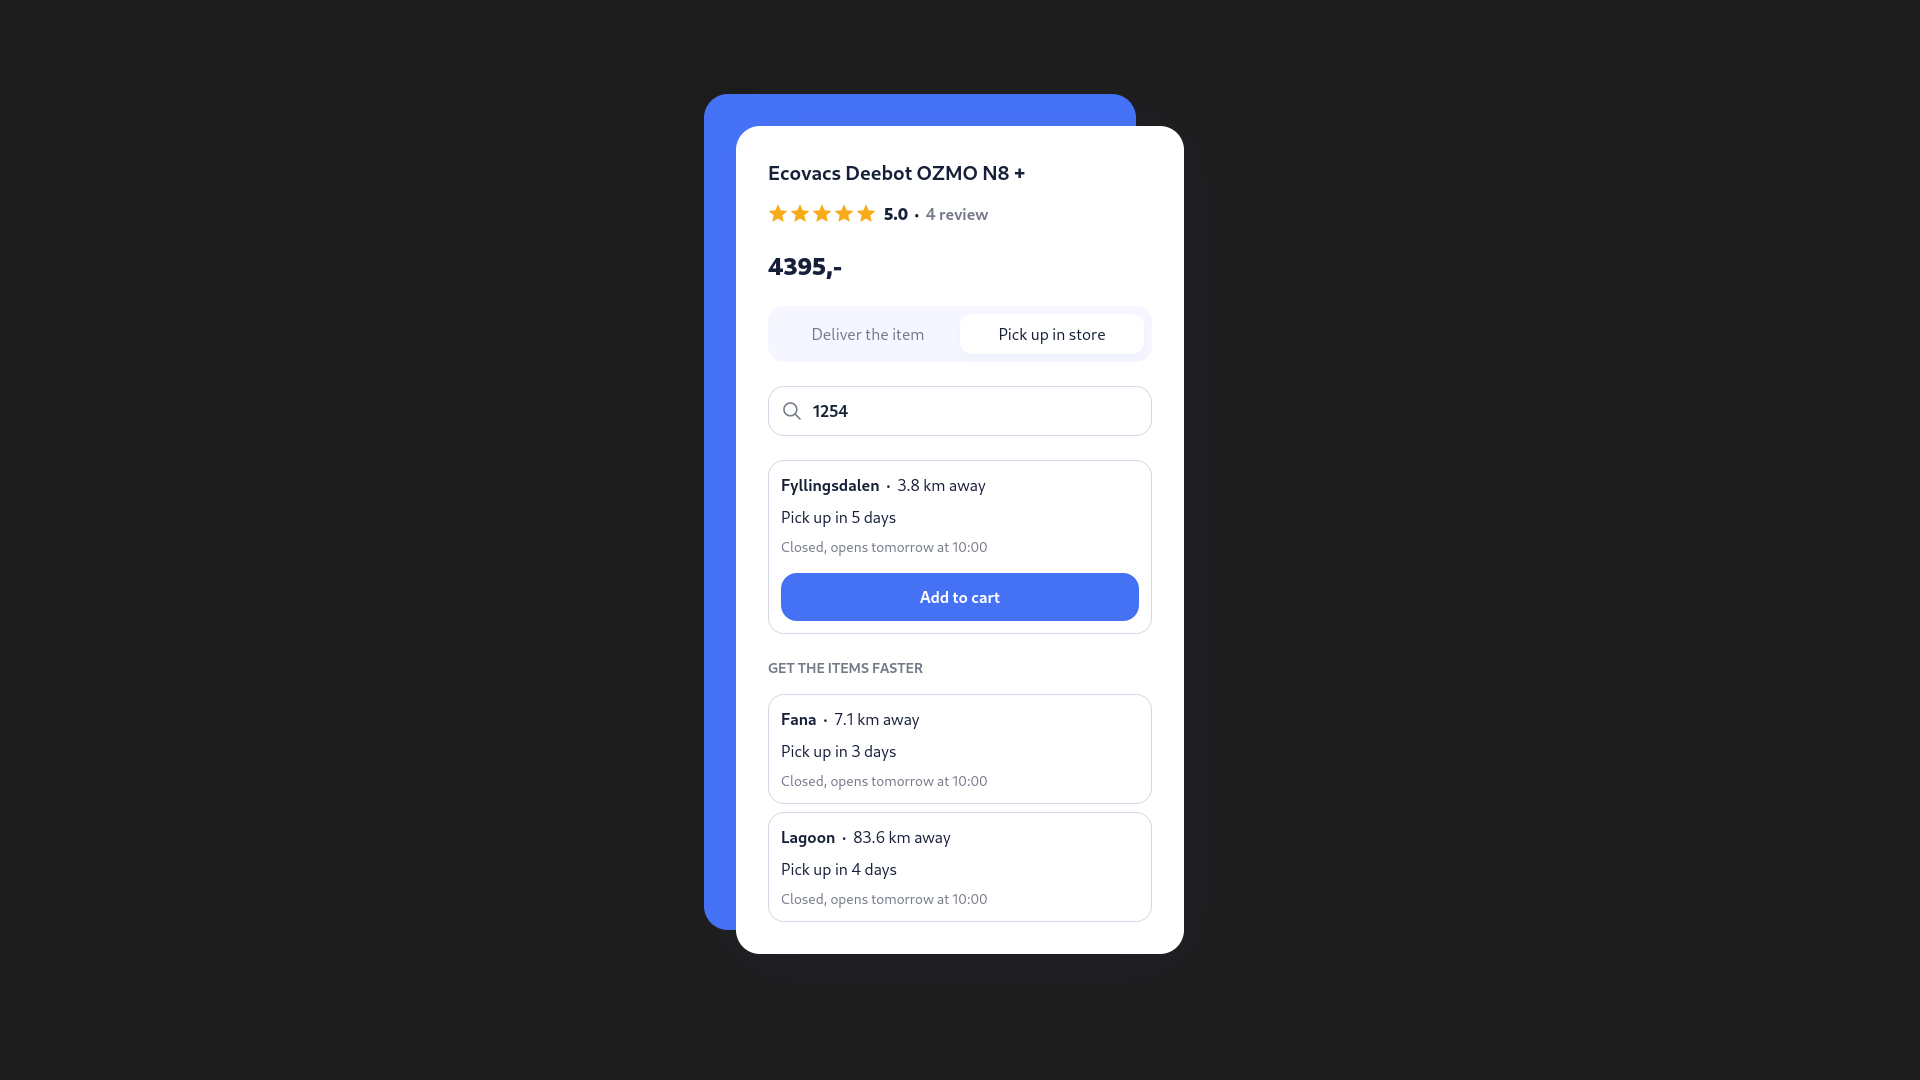 Ecovacs Deebot OZMO N8 +
5.0 • 4 review
4395,-
Deliver the item
Pick up in store
1254
Fyllingsdalen • 3.8 km away
Pick up in 5 days
Closed, opens tomorrow at 10:00
Add to cart
GET THE ITEMS FASTER
Fana • 7.1 km away
Pick up in 3 days
Closed, opens tomorrow at 10:00
Lagoon • 83.6 km away
Pick up in 4 days
Closed, opens tomorrow at 10:00